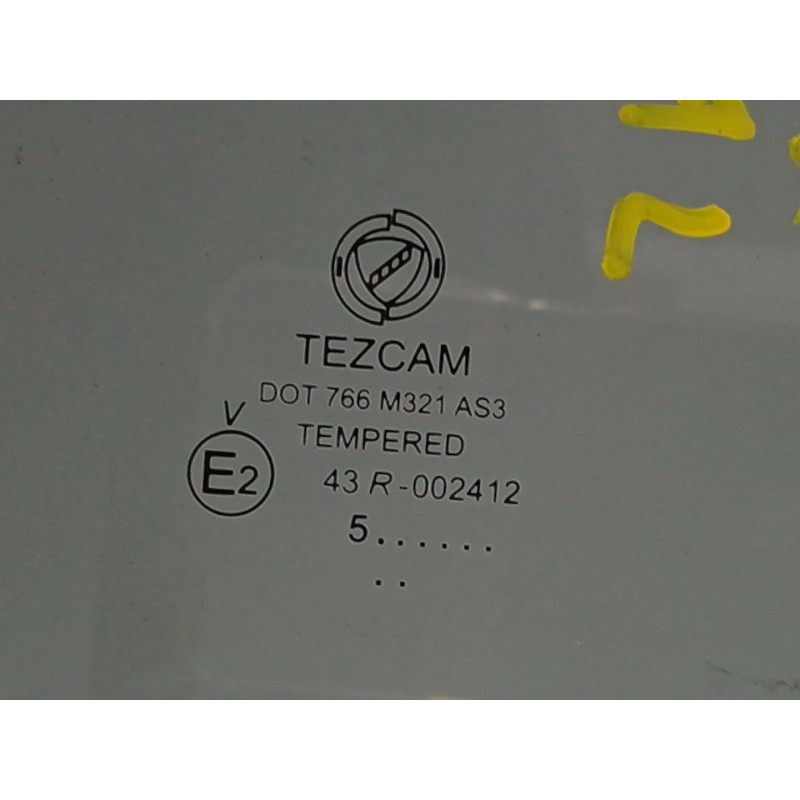 TEZCAM
DOT 766 M321 AS3
V
TEMPERED
E2
43 R-002412
5......
..